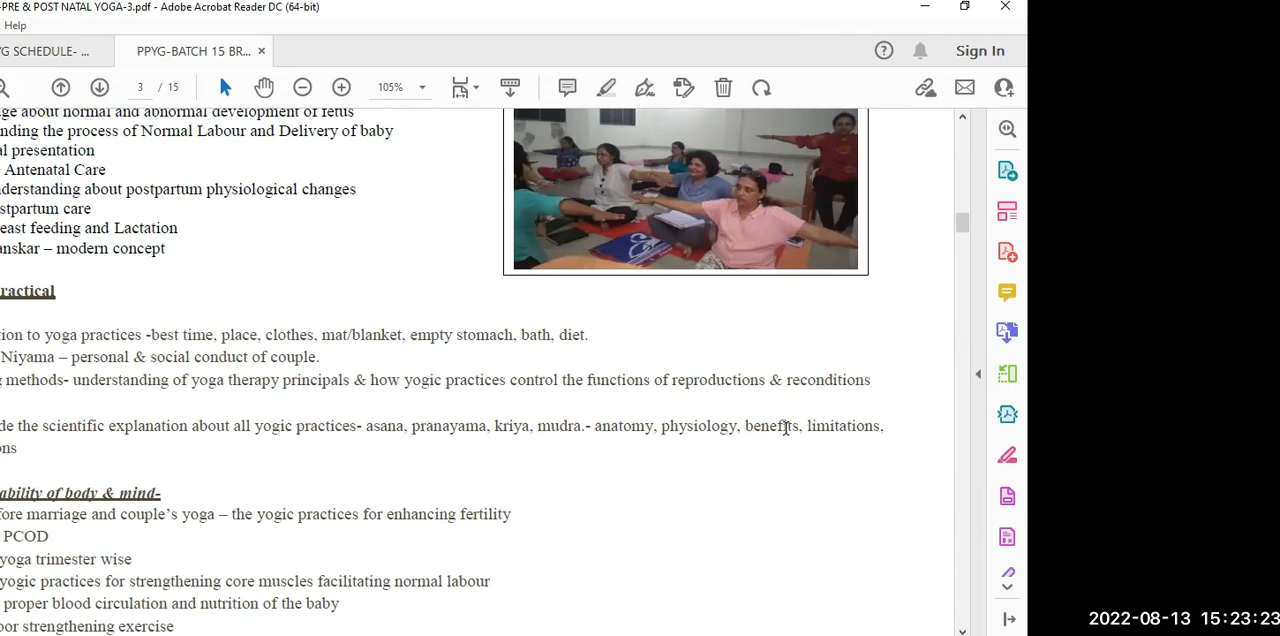 -PRE & POST NATAL YOGA-3.pdf - Adobe Acrobat Reader DC (64-bit)
Help
G SCHEDULE- ...
PPYG-BATCH 15 BR... ×
Sign In
3 / 15
105%
ge about normal and abnormal development of fetus
nding the process of Normal Labour and Delivery of baby
al presentation
Antenatal Care
nderstanding about postpartum physiological changes
stpartum care
east feeding and Lactation
anskar – modern concept
ractical
tion to yoga practices -best time, place, clothes, mat/blanket, empty stomach, bath, diet.
Niyama – personal & social conduct of couple.
g methods- understanding of yoga therapy principals & how yogic practices control the functions of reproductions & reconditions
de the scientific explanation about all yogic practices- asana, pranayama, kriya, mudra.- anatomy, physiology, benefits, limitations,
ons
ability of body & mind-
fore marriage and couple’s yoga – the yogic practices for enhancing fertility
PCOD
yoga trimester wise
yogic practices for strengthening core muscles facilitating normal labour
proper blood circulation and nutrition of the baby
oor strengthening exercise
2022-08-13 15:23:23